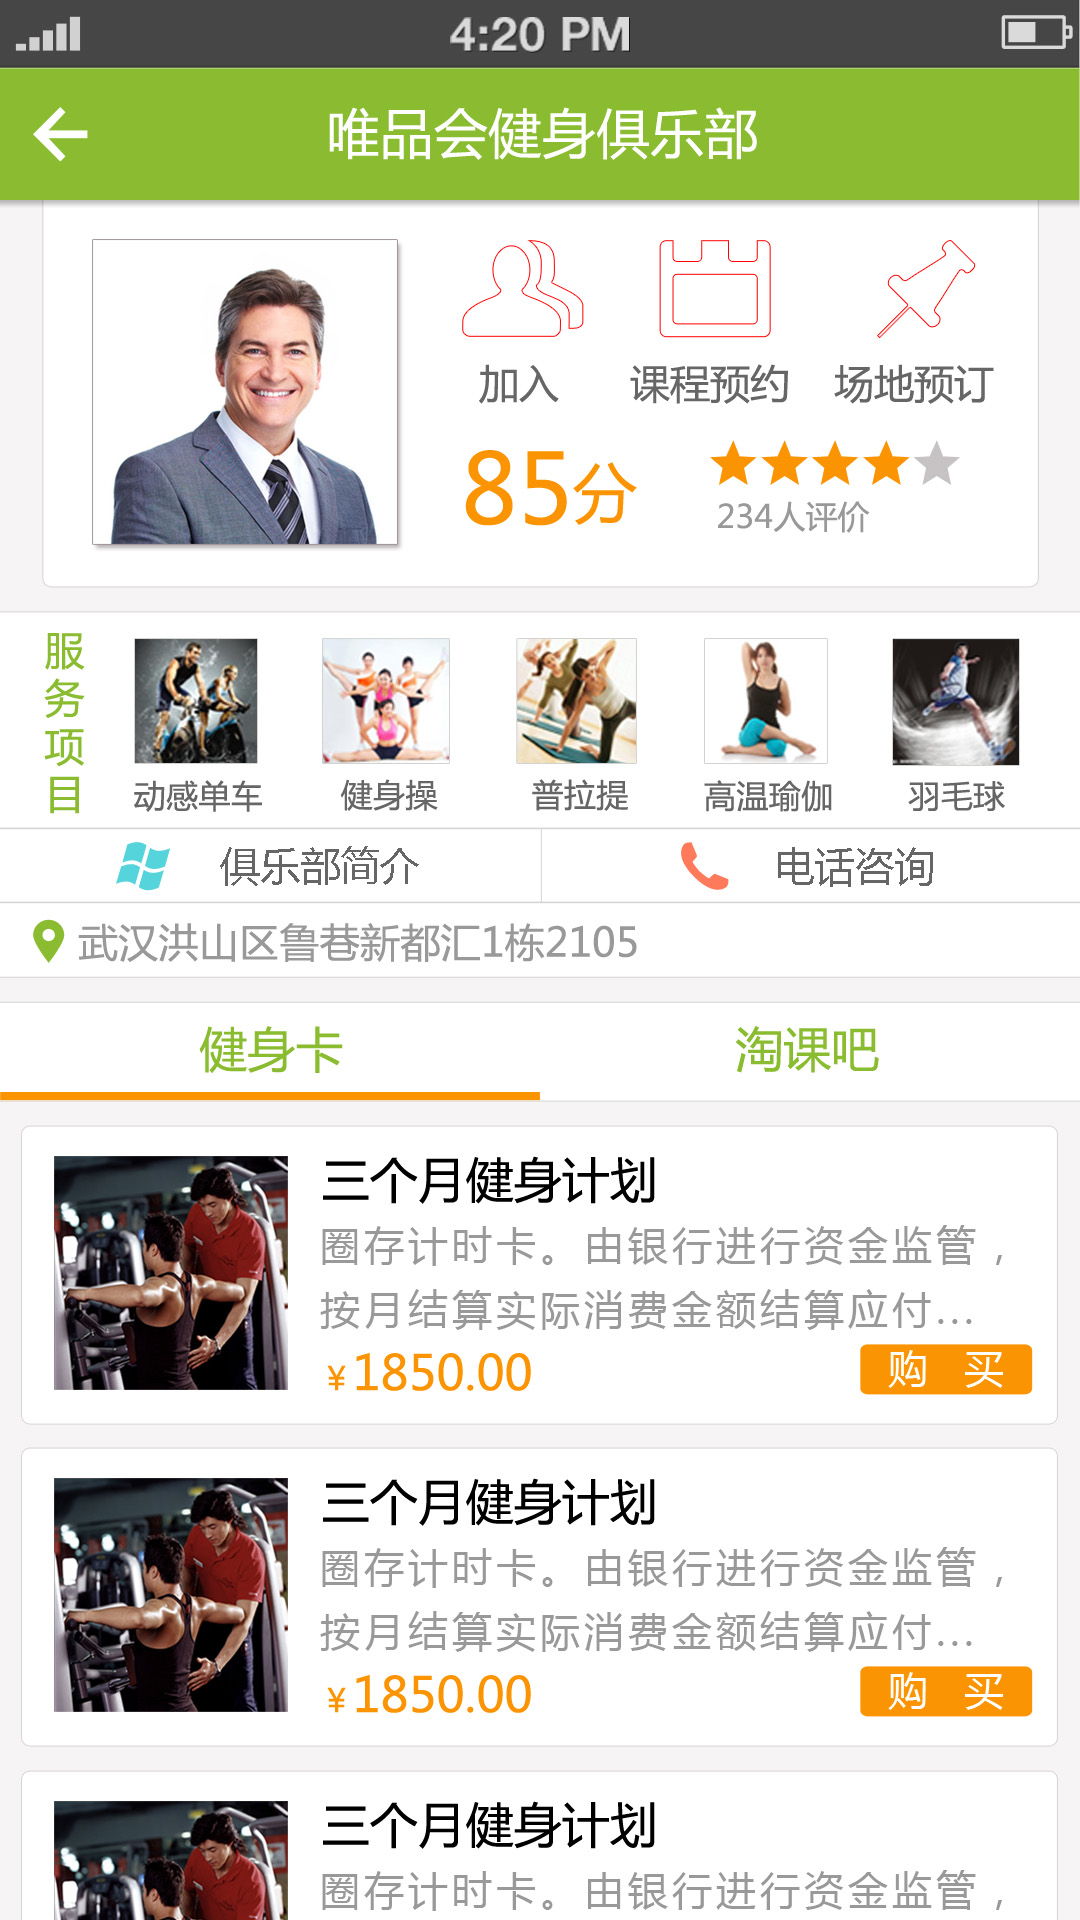 4:20 PM
唯品会健身俱乐部
加入 课程预约 场地预订
85分
234人评价
服务项目
动感单车 健身操 普拉提 高温瑜伽 羽毛球
俱乐部简介 电话咨询
武汉洪山区鲁巷新都汇1栋2105
健身卡 淘课吧
三个月健身计划
圈存计时卡。由银行进行资金监管，
按月结算实际消费金额结算应付...
¥1850.00 购 买
三个月健身计划
圈存计时卡。由银行进行资金监管，
按月结算实际消费金额结算应付...
¥1850.00 购 买
三个月健身计划
圈存计时卡。由银行进行资金监管，